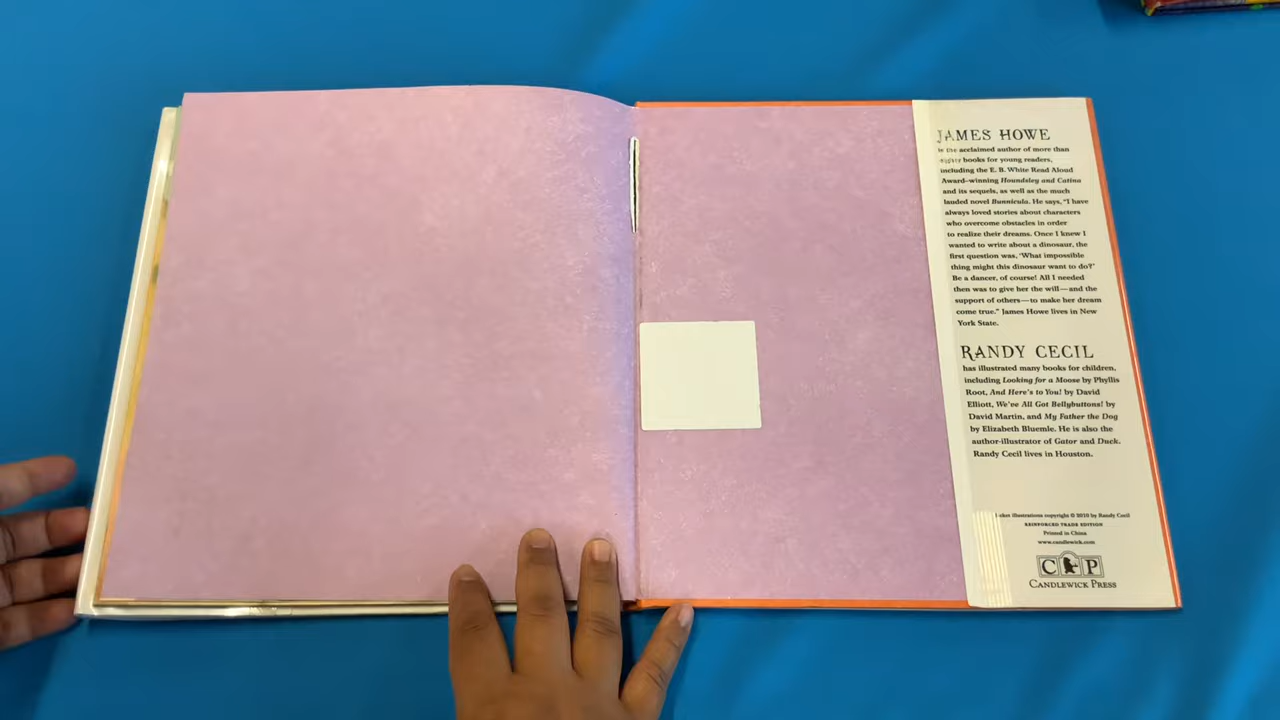 JAMES HOWE
is the acclaimed author of more than
eighty books for young readers,
including the E. B. White Read Aloud
Award–winning Houndsley and Catina
and its sequels, as well as the much
lauded novel Bunnicula. He says, “I have
always loved stories about characters
who overcome obstacles in order
to realize their dreams. Once I knew I
wanted to write about a dinosaur, the
first question was, ‘What impossible
thing might this dinosaur want to do?’
Be a dancer, of course! All I needed
then was to give her the will—and the
support of others—to make her dream
come true.” James Howe lives in New
York State.
RANDY CECIL
has illustrated many books for children,
including Looking for a Moose by Phyllis
Root, And Here's to You! by David
Elliott, We've All Got Bellybuttons! by
David Martin, and My Father the Dog
by Elizabeth Bluemle. He is also the
author-illustrator of Gator and Duck.
Randy Cecil lives in Houston.
illustrations copyright © 2010 by Randy Cecil
REINFORCED TRADE EDITION
Printed in China
www.candlewick.com
C P
CANDLEWICK PRESS